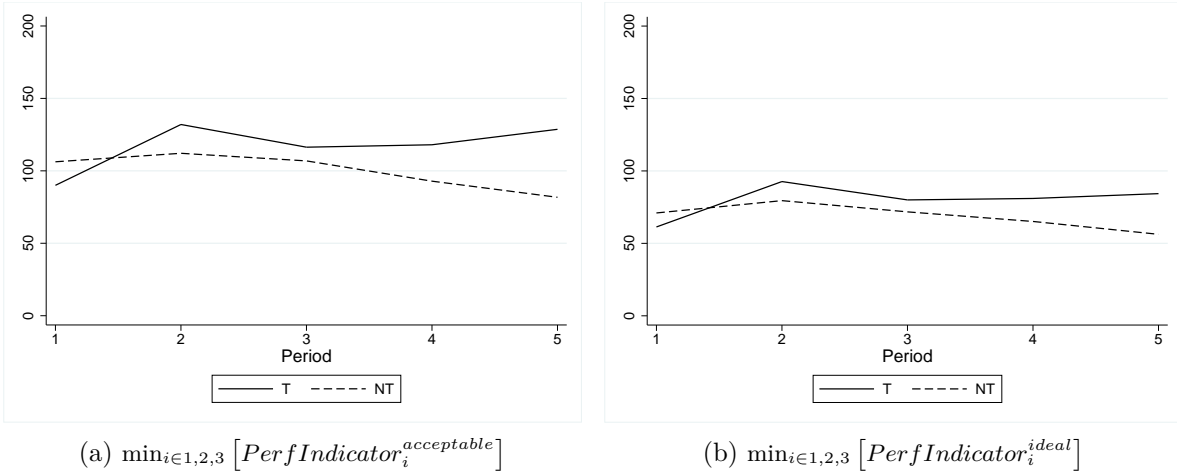 200
150
100
50
0
1 2 3 4 5
Period
T NT
(a) min_{i∈1,2,3} [PerfIndicator_i^{acceptable}]
200
150
100
50
0
1 2 3 4 5
Period
T NT
(b) min_{i∈1,2,3} [PerfIndicator_i^{ideal}]